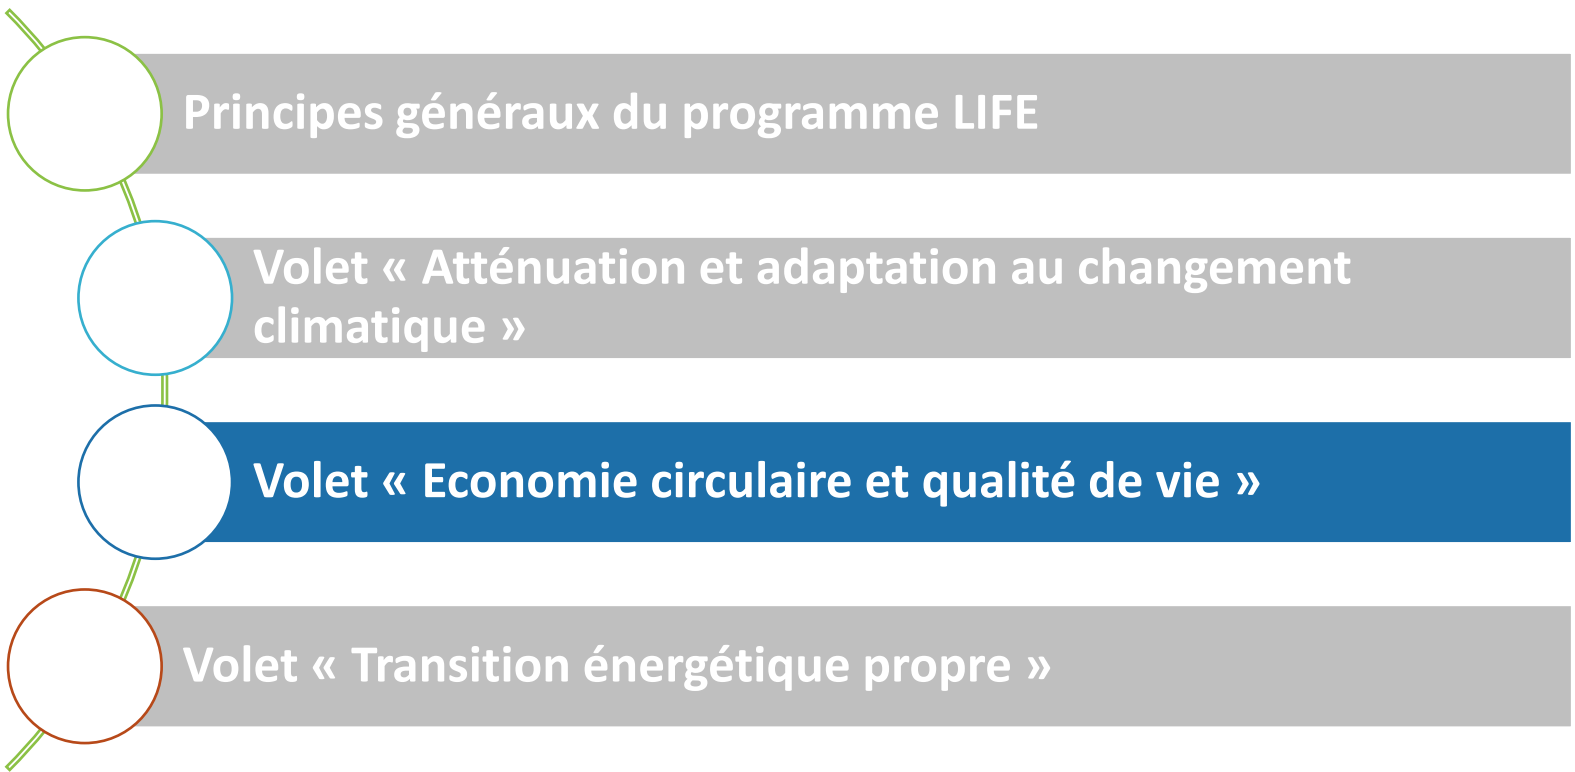 Principes généraux du programme LIFE
Volet « Atténuation et adaptation au changement
climatique »
Volet « Economie circulaire et qualité de vie »
Volet « Transition énergétique propre »